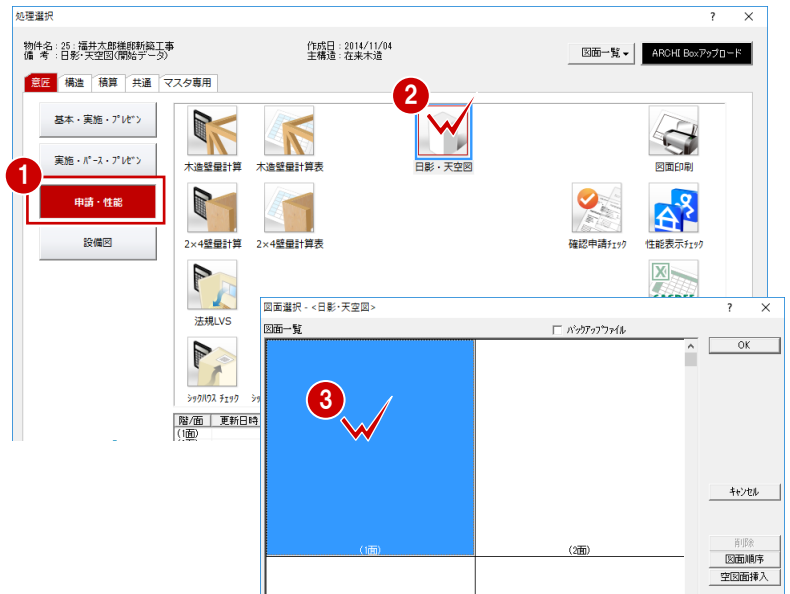 処理選択
物件名：25：福井太郎様邸新築工事
備　考：日影・天空図(開始データ)
作成日：2014/11/04
主構造：在来木造
図面一覧
ARCHI Boxアップロード
意匠 構造 積算 共通 マスタ専用
基本・実施・プレゼン
実施・パース・プレゼン
申請・性能
設備図
1
2
3
木造壁量計算
木造壁量計算表
日影・天空図
図面印刷
2×4壁量計算
2×4壁量計算表
確認申請チェック
性能表示チェック
法規LVS
シックハウス チェック
階/面 更新日時
(1面)
図面選択 - <日影・天空図>
図面一覧
バックアップファイル
OK
キャンセル
削除
図面順序
空図面挿入
(1面)
(2面)